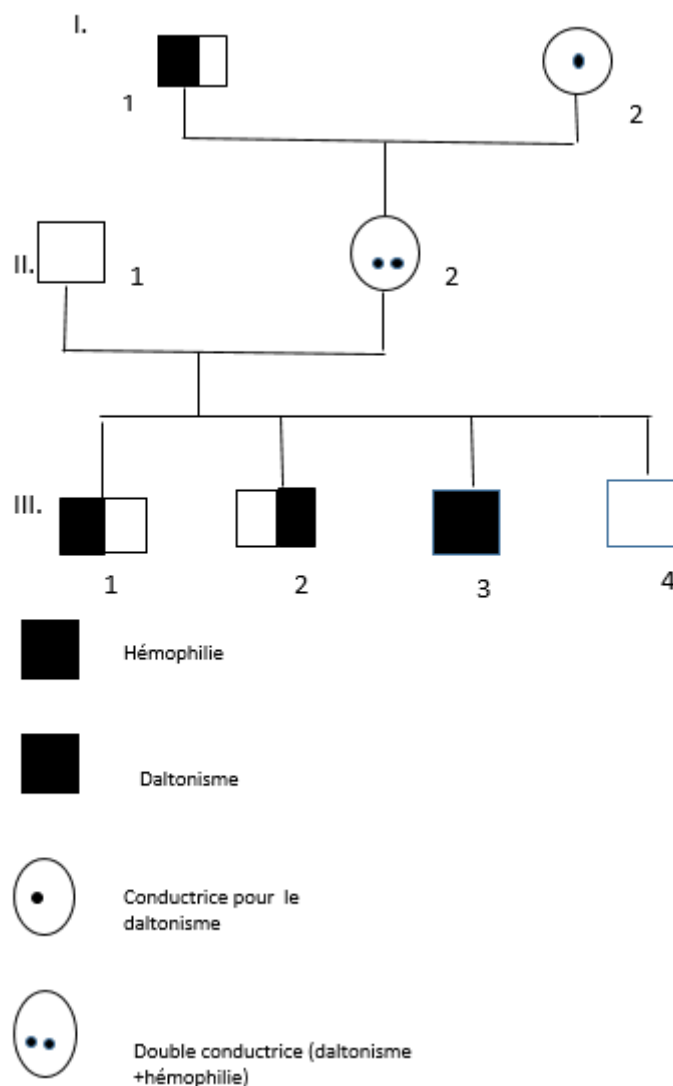 I.
1
2
II.
1
2
III.
1
2
3
4
Hémophilie
Daltonisme
Conductrice pour le
daltonisme
Double conductrice (daltonisme
+hémophilie)